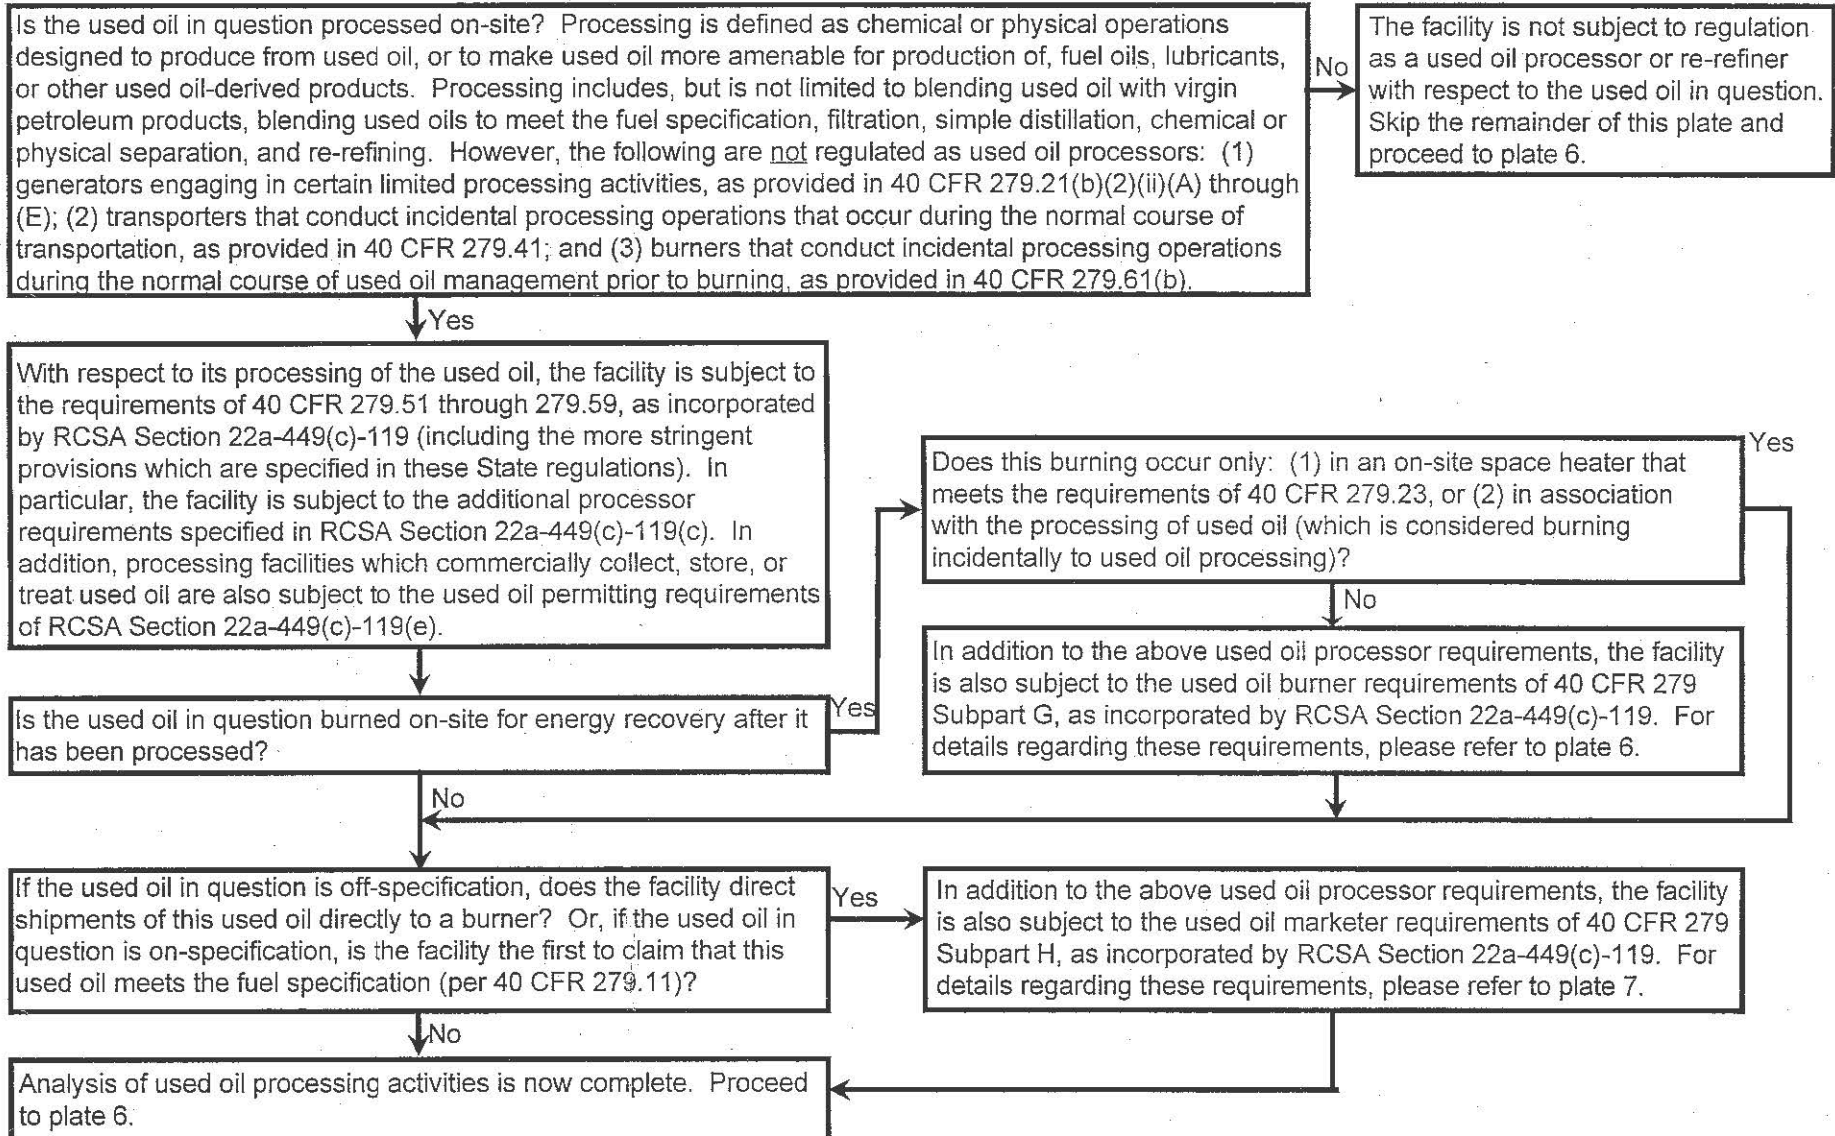 Is the used oil in question processed on-site? Processing is defined as chemical or physical operations
designed to produce from used oil, or to make used oil more amenable for production of, fuel oils, lubricants,
or other used oil-derived products. Processing includes, but is not limited to blending used oil with virgin
petroleum products, blending used oils to meet the fuel specification, filtration, simple distillation, chemical or
physical separation, and re-refining. However, the following are not regulated as used oil processors: (1)
generators engaging in certain limited processing activities, as provided in 40 CFR 279.21(b)(2)(ii)(A) through
(E); (2) transporters that conduct incidental processing operations that occur during the normal course of
transportation, as provided in 40 CFR 279.41; and (3) burners that conduct incidental processing operations
during the normal course of used oil management prior to burning, as provided in 40 CFR 279.61(b).
No
The facility is not subject to regulation
as a used oil processor or re-refiner
with respect to the used oil in question.
Skip the remainder of this plate and
proceed to plate 6.
Yes
With respect to its processing of the used oil, the facility is subject to
the requirements of 40 CFR 279.51 through 279.59, as incorporated
by RCSA Section 22a-449(c)-119 (including the more stringent
provisions which are specified in these State regulations). In
particular, the facility is subject to the additional processor
requirements specified in RCSA Section 22a-449(c)-119(c). In
addition, processing facilities which commercially collect, store, or
treat used oil are also subject to the used oil permitting requirements
of RCSA Section 22a-449(c)-119(e).
Is the used oil in question burned on-site for energy recovery after it
has been processed?
Yes
Does this burning occur only: (1) in an on-site space heater that
meets the requirements of 40 CFR 279.23, or (2) in association
with the processing of used oil (which is considered burning
incidentally to used oil processing)?
Yes
No
In addition to the above used oil processor requirements, the facility
is also subject to the used oil burner requirements of 40 CFR 279
Subpart G, as incorporated by RCSA Section 22a-449(c)-119. For
details regarding these requirements, please refer to plate 6.
No
If the used oil in question is off-specification, does the facility direct
shipments of this used oil directly to a burner? Or, if the used oil in
question is on-specification, is the facility the first to claim that this
used oil meets the fuel specification (per 40 CFR 279.11)?
Yes
In addition to the above used oil processor requirements, the facility
is also subject to the used oil marketer requirements of 40 CFR 279
Subpart H, as incorporated by RCSA Section 22a-449(c)-119. For
details regarding these requirements, please refer to plate 7.
No
Analysis of used oil processing activities is now complete. Proceed
to plate 6.